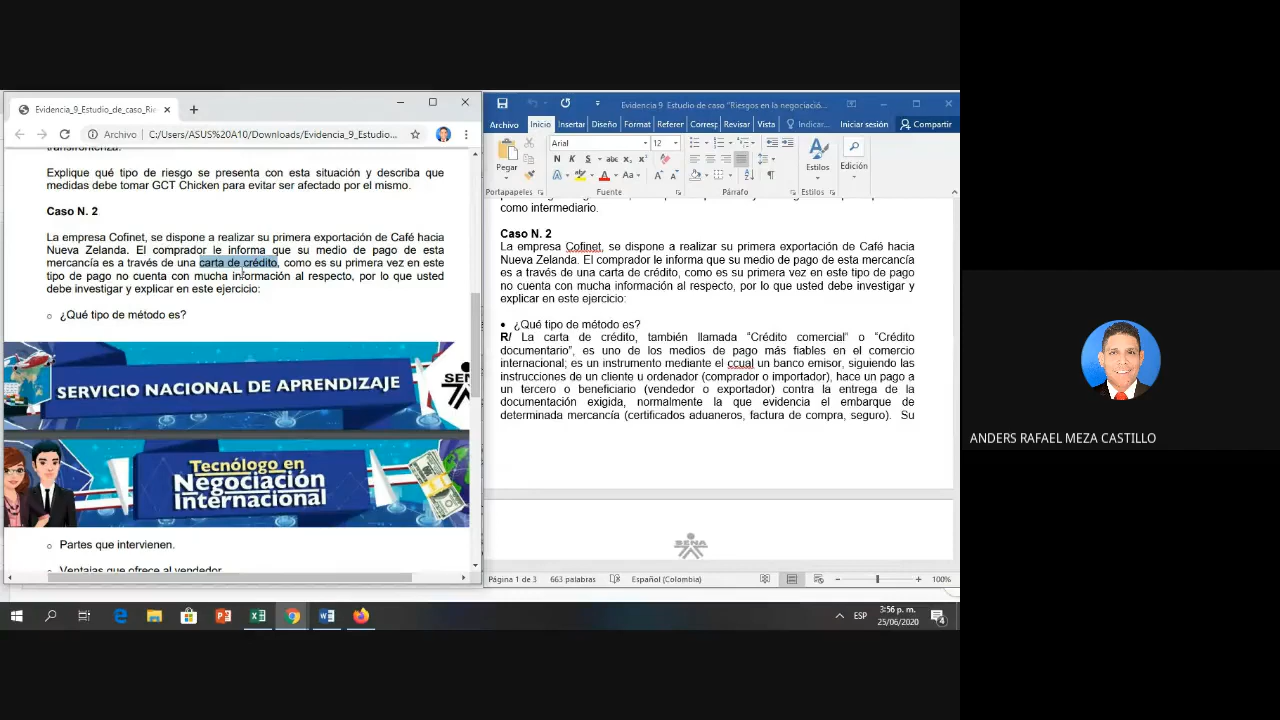 Evidencia_9_Estudio_de_caso_Rie
Archivo
C:/Users/ASUS%20A10/Downloads/Evidencia_9_Estudio...
transfronteriza.
Explique qué tipo de riesgo se presenta con esta situación y describa que
medidas debe tomar GCT Chicken para evitar ser afectado por el mismo.
Caso N. 2
La empresa Cofinet, se dispone a realizar su primera exportación de Café hacia
Nueva Zelanda. El comprador le informa que su medio de pago de esta
mercancía es a través de una carta de crédito, como es su primera vez en este
tipo de pago no cuenta con mucha información al respecto, por lo que usted
debe investigar y explicar en este ejercicio:
¿Qué tipo de método es?
SERVICIO NACIONAL DE APRENDIZAJE
SENA
Tecnólogo en
Negociación
Internacional
Partes que intervienen.
Ventajas que ofrece al vendedor
Evidencia 9 Estudio de caso "Riesgos en la negociació...
Archivo Inicio Insertar Diseño Format Referer Corresp Revisar Vista Indicar. Iniciar sesión Compartir
Pegar
Arial 12
N K S abc x₂ x²
Estilos
Edición
Portapapeles Fuente Párrafo Estilos
como intermediario.
Caso N. 2
La empresa Cofinet, se dispone a realizar su primera exportación de Café hacia
Nueva Zelanda. El comprador le informa que su medio de pago de esta mercancía
es a través de una carta de crédito, como es su primera vez en este tipo de pago
no cuenta con mucha información al respecto, por lo que usted debe investigar y
explicar en este ejercicio:
• ¿Qué tipo de método es?
R/ La carta de crédito, también llamada "Crédito comercial" o "Crédito
documentario", es uno de los medios de pago más fiables en el comercio
internacional; es un instrumento mediante el ccual un banco emisor, siguiendo las
instrucciones de un cliente u ordenador (comprador o importador), hace un pago a
un tercero o beneficiario (vendedor o exportador) contra la entrega de la
documentación exigida, normalmente la que evidencia el embarque de
determinada mercancía (certificados aduaneros, factura de compra, seguro). Su
SENA
Página 1 de 3 663 palabras Español (Colombia) 100%
ESP
3:56 p. m.
25/06/2020
4
ANDERS RAFAEL MEZA CASTILLO